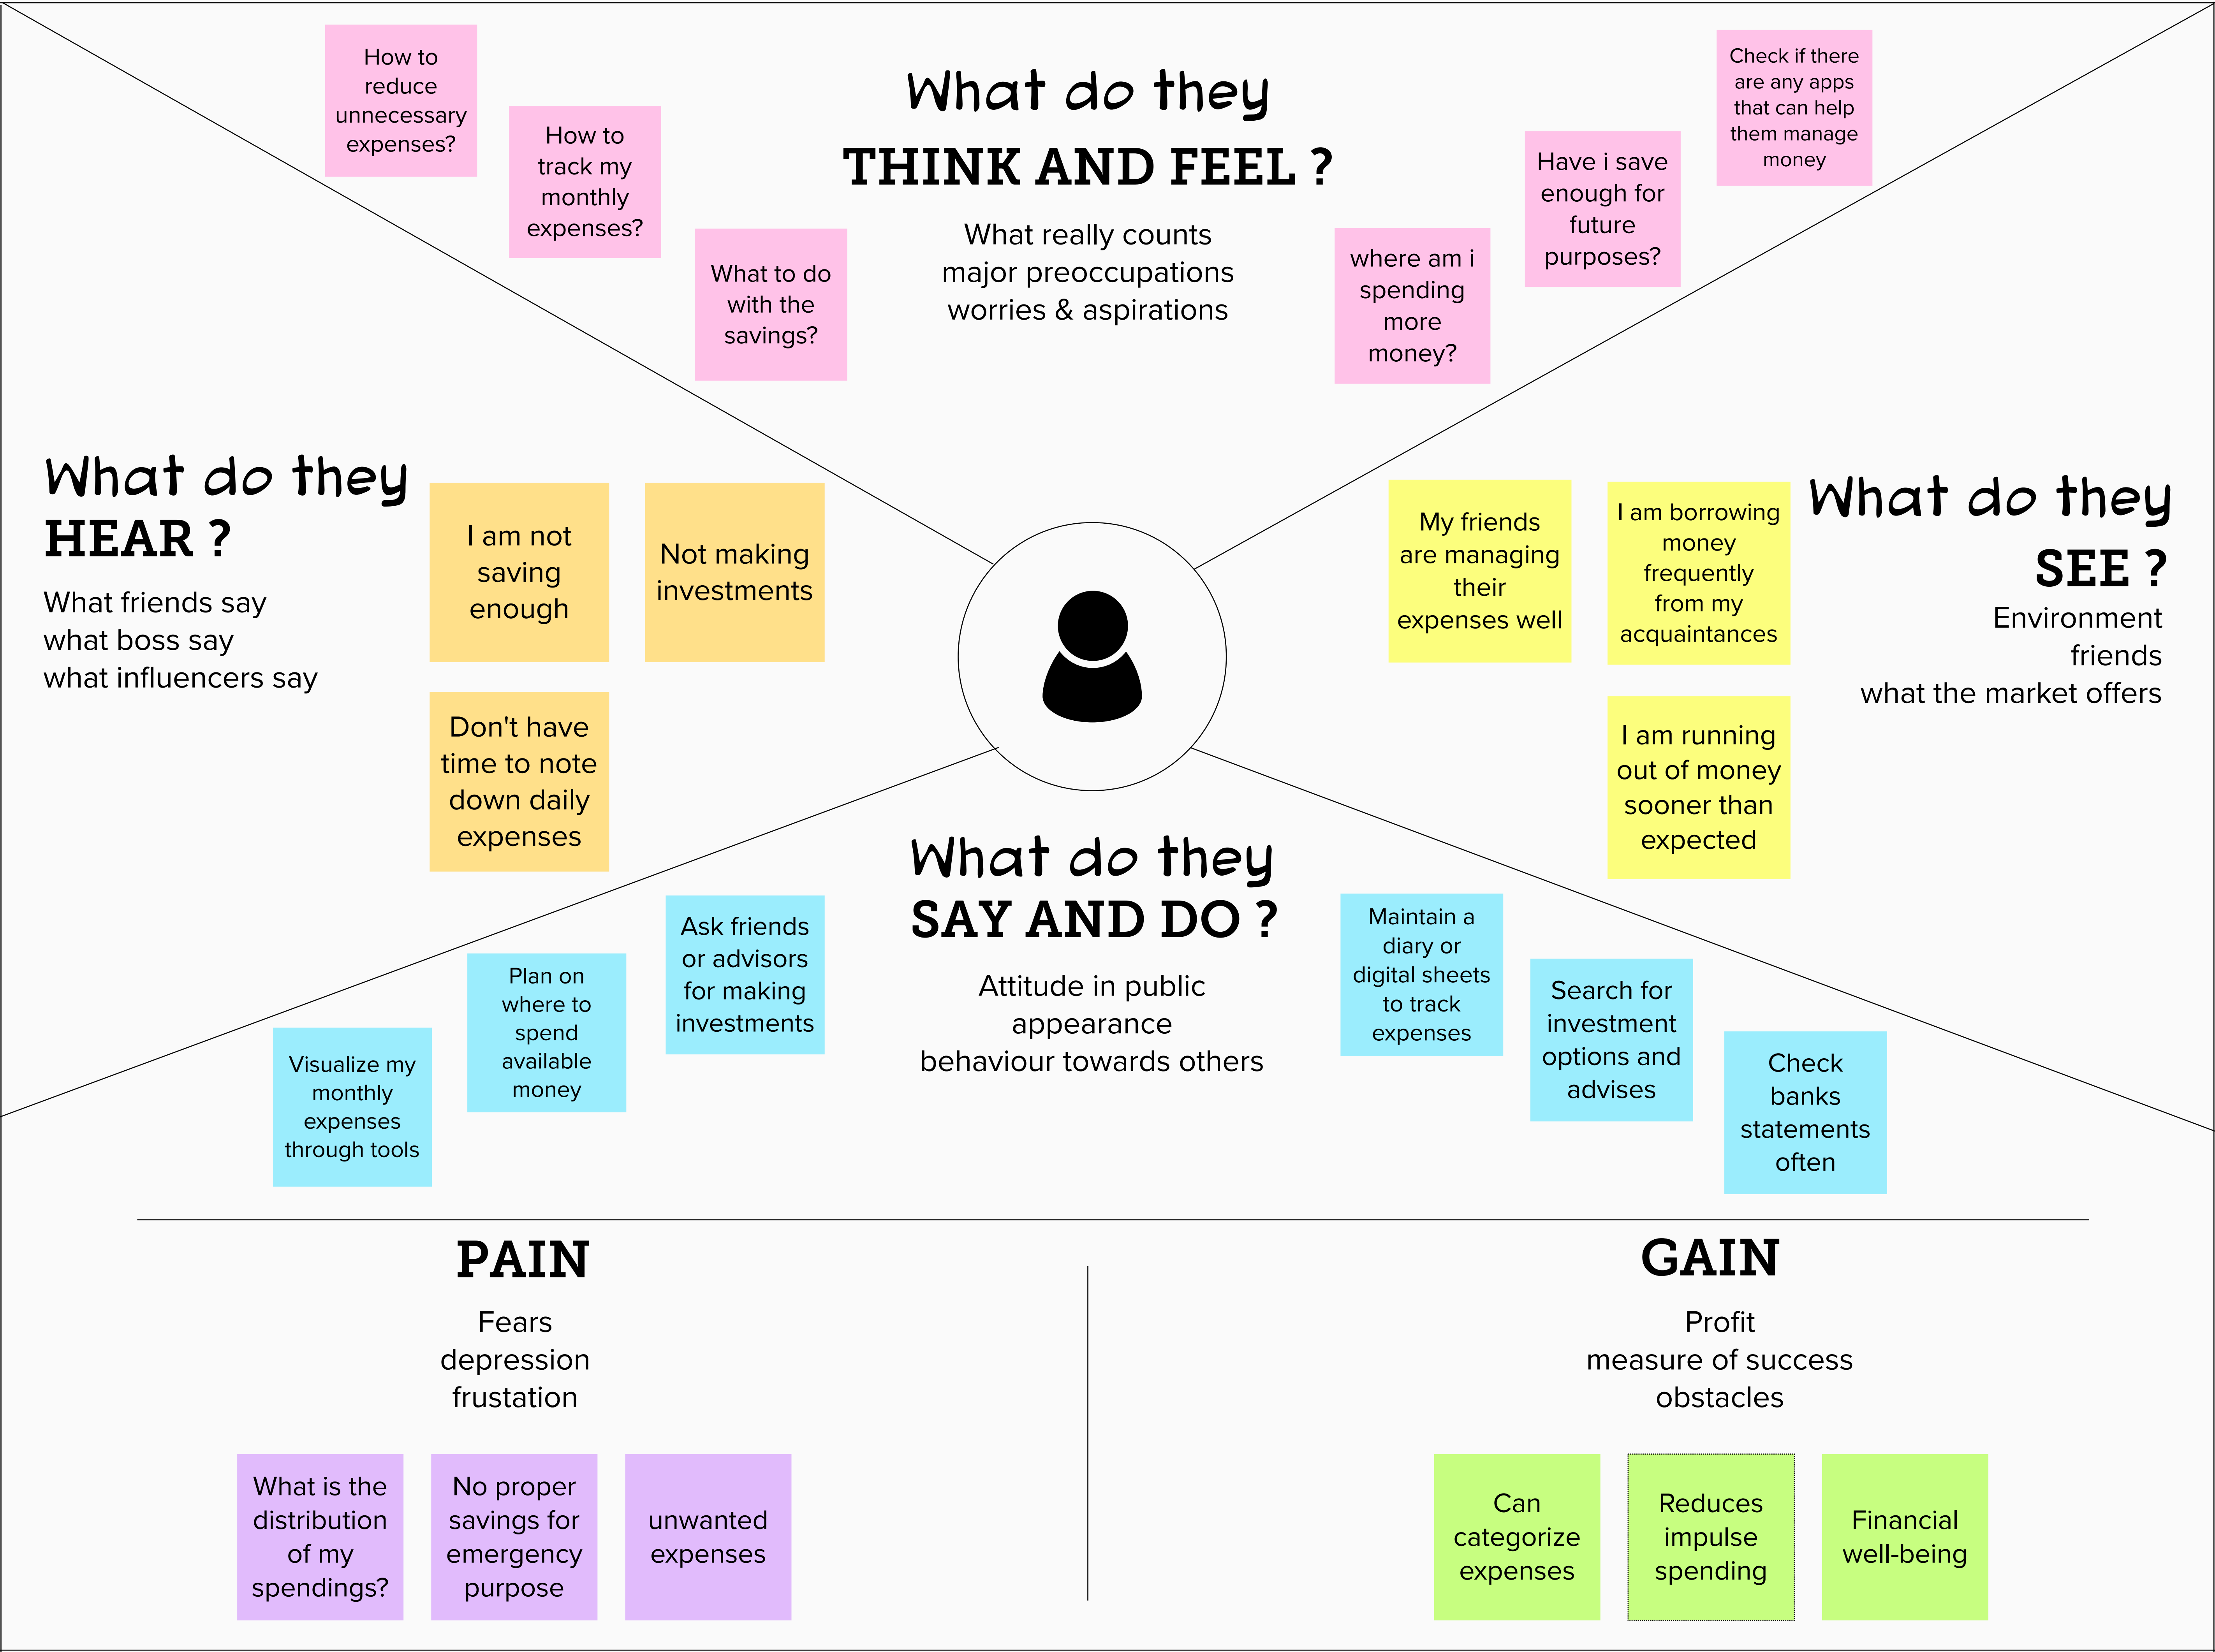 How to
reduce
unnecessary
expenses?
How to
track my
monthly
expenses?
What to do
with the
savings?
What do they
THINK AND FEEL ?
What really counts
major preoccupations
worries & aspirations
where am i
spending
more
money?
Have i save
enough for
future
purposes?
Check if there
are any apps
that can help
them manage
money
What do they
HEAR ?
What friends say
what boss say
what influencers say
I am not
saving
enough
Not making
investments
Don't have
time to note
down daily
expenses
My friends
are managing
their
expenses well
I am borrowing
money
frequently
from my
acquaintances
I am running
out of money
sooner than
expected
What do they
SEE ?
Environment
friends
what the market offers
Visualize my
monthly
expenses
through tools
Plan on
where to
spend
available
money
Ask friends
or advisors
for making
investments
What do they
SAY AND DO ?
Attitude in public
appearance
behaviour towards others
Maintain a
diary or
digital sheets
to track
expenses
Search for
investment
options and
advises
Check
banks
statements
often
PAIN
Fears
depression
frustation
What is the
distribution
of my
spendings?
No proper
savings for
emergency
purpose
unwanted
expenses
GAIN
Profit
measure of success
obstacles
Can
categorize
expenses
Reduces
impulse
spending
Financial
well-being